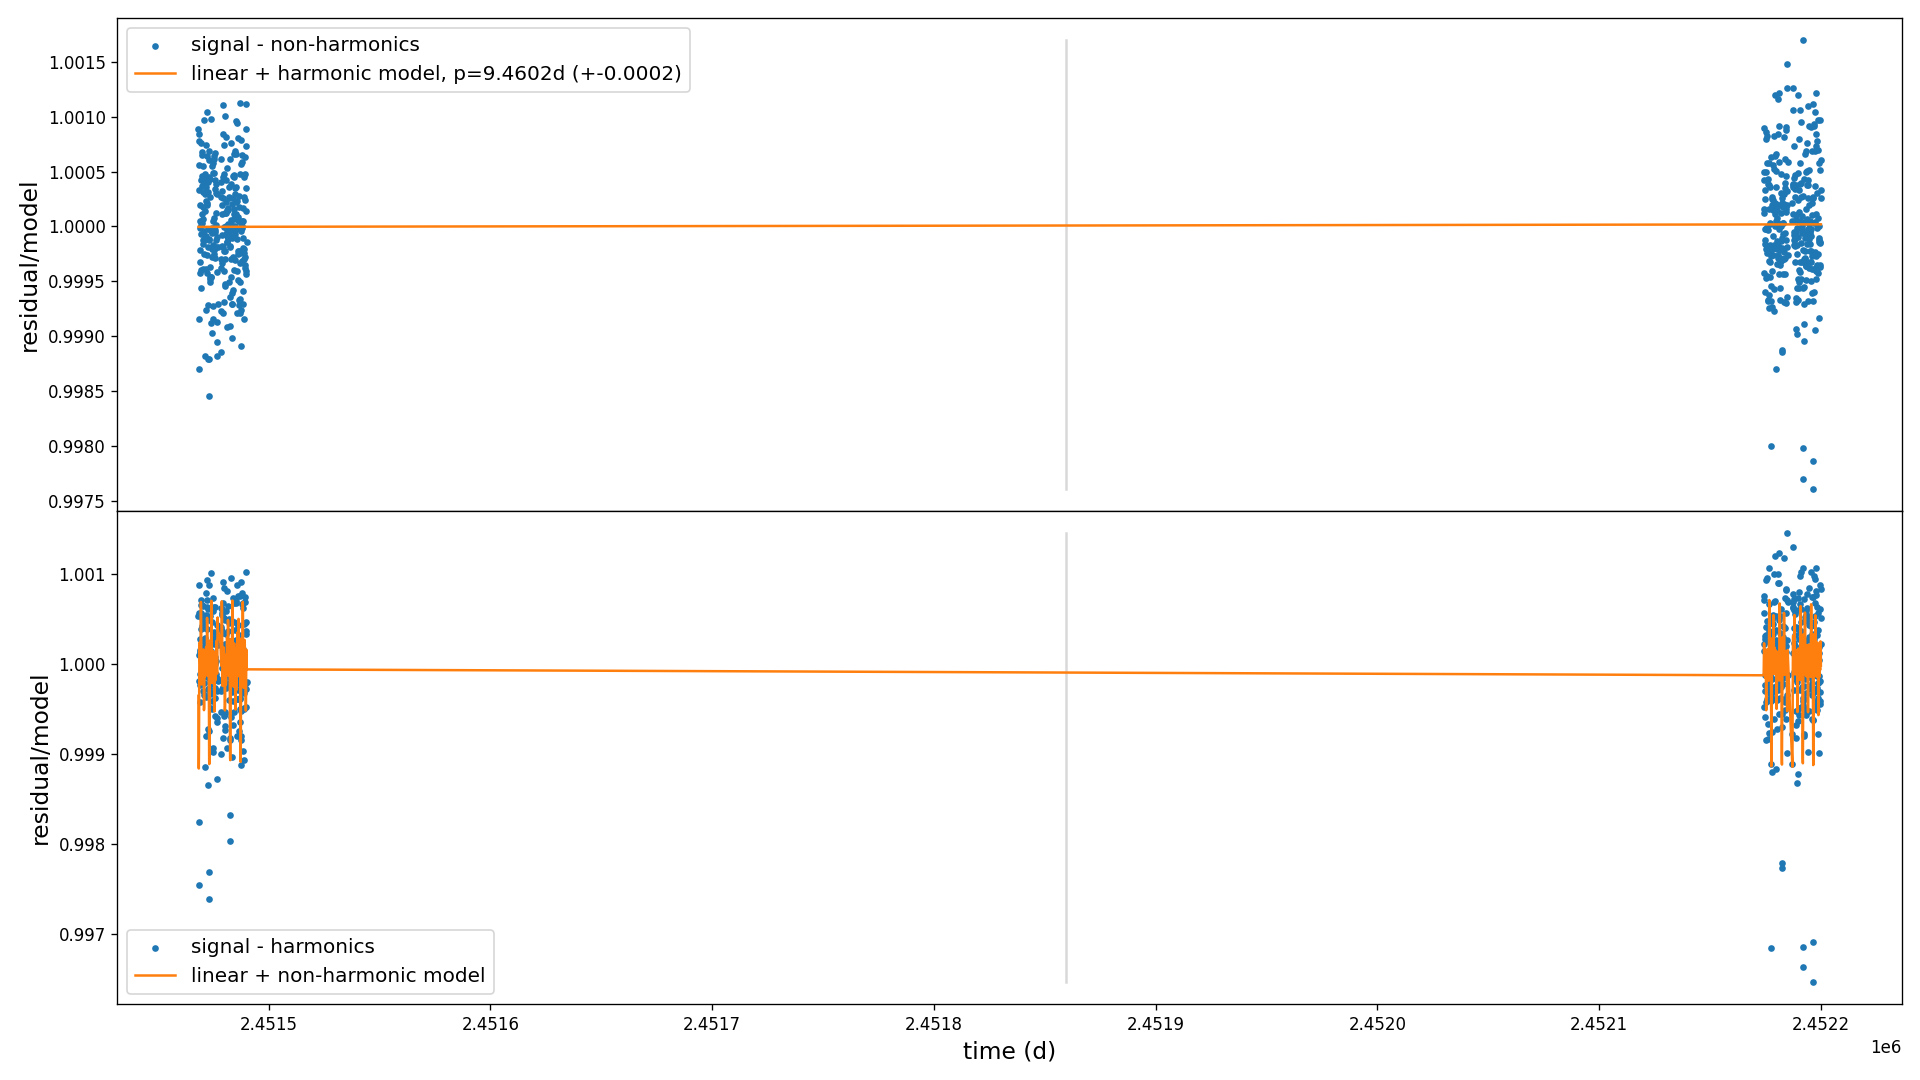 signal - non-harmonics
linear + harmonic model, p=9.4602d (+-0.0002)
1.0015
1.0010
1.0005
1.0000
0.9995
0.9990
0.9985
0.9980
0.9975
residual/model
1.001
1.000
0.999
0.998
0.997
residual/model
signal - harmonics
linear + non-harmonic model
2.4515 2.4516 2.4517 2.4518 2.4519 2.4520 2.4521 2.4522
1e6
time (d)